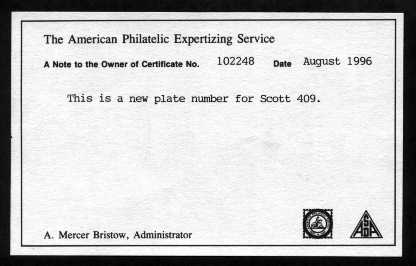 The American Philatelic Expertizing Service
A Note to the Owner of Certificate No. 102248 Date August 1996
This is a new plate number for Scott 409.
A. Mercer Bristow, Administrator